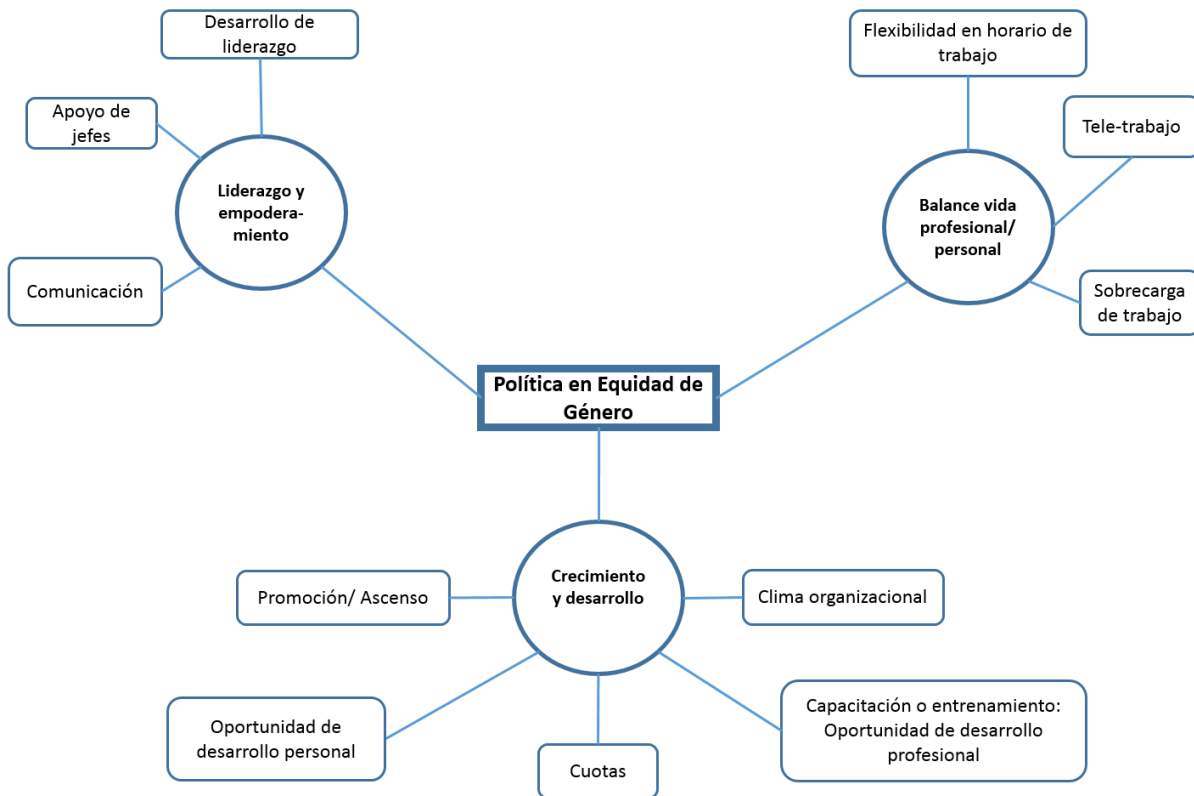 Desarrollo de
liderazgo
Apoyo de
jefes
Liderazgo y
empodera-
miento
Comunicación
Flexibilidad en horario de
trabajo
Tele-trabajo
Balance vida
profesional/
personal
Sobrecarga
de trabajo
Política en Equidad de
Género
Crecimiento
y desarrollo
Promoción/ Ascenso
Clima organizacional
Oportunidad de
desarrollo personal
Cuotas
Capacitación o entrenamiento:
Oportunidad de desarrollo
profesional